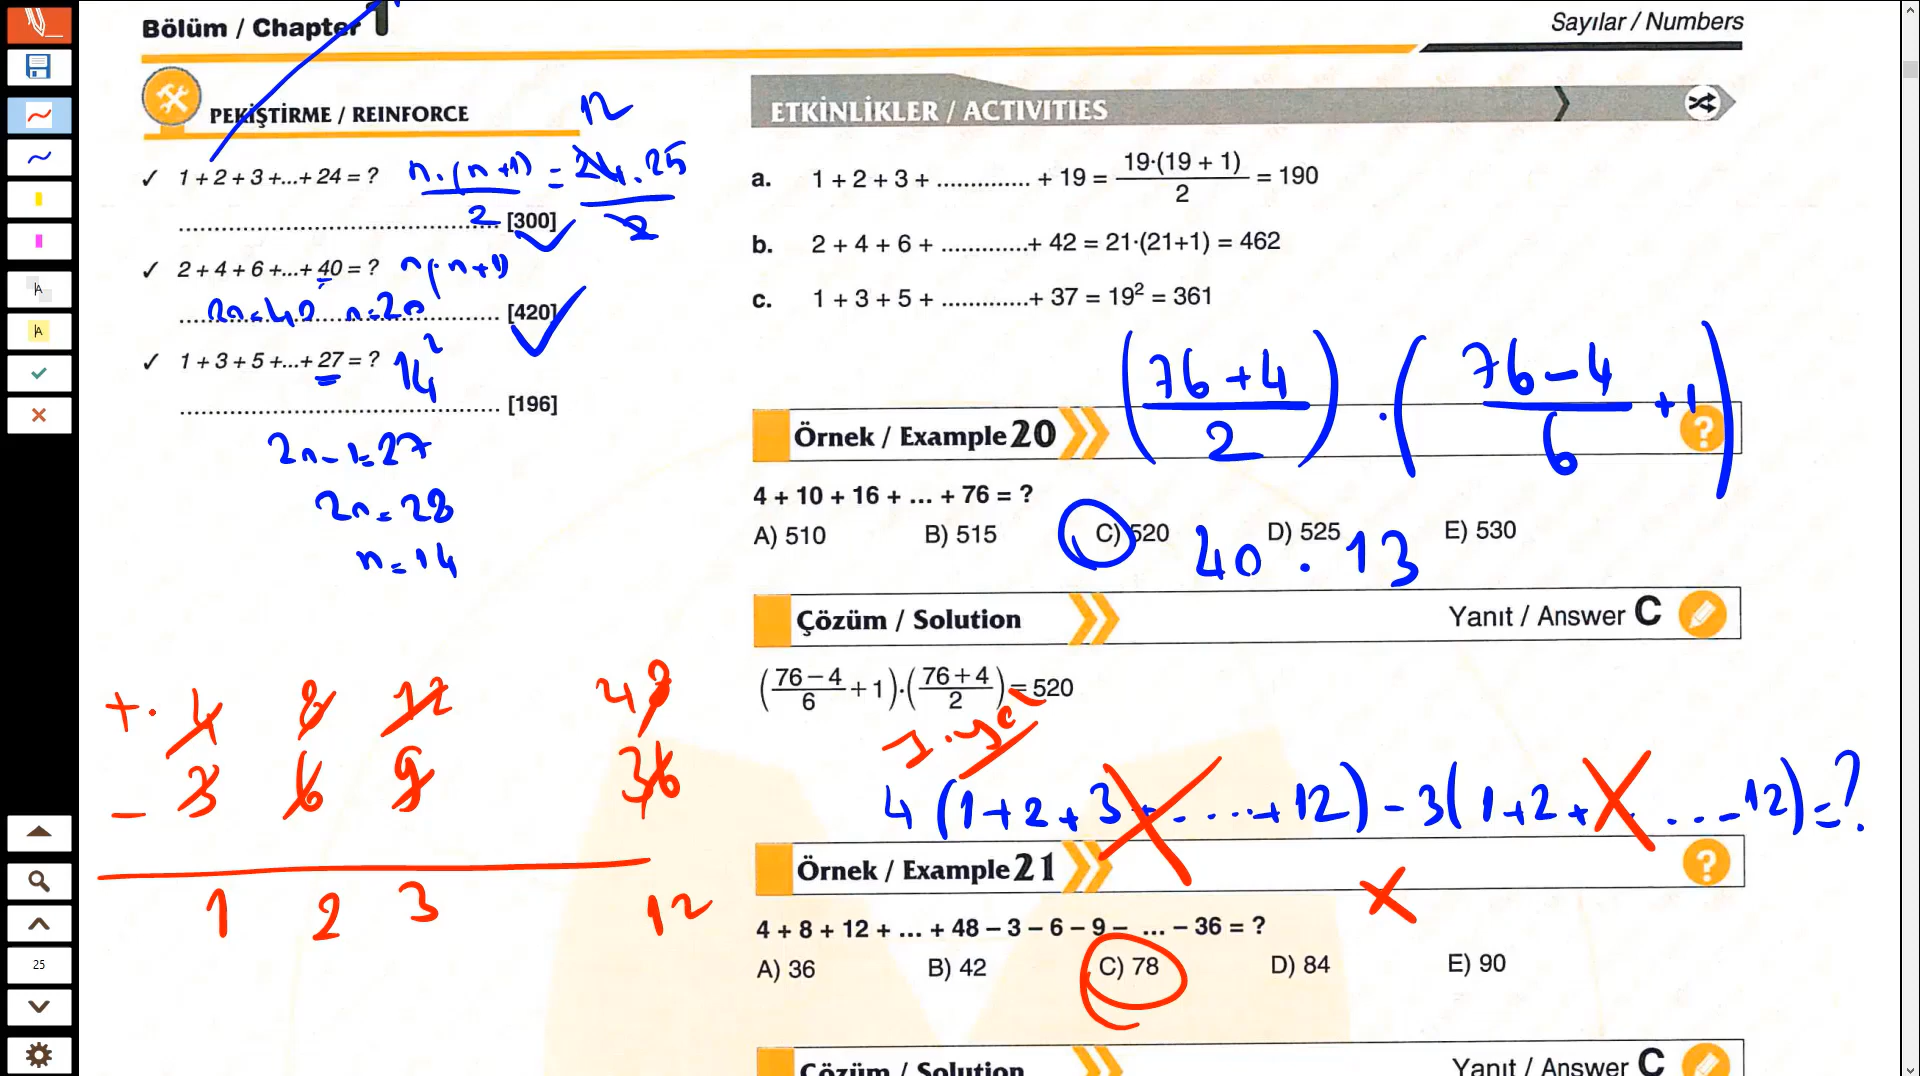 Bölüm / Chapter 1
Sayılar / Numbers
PEKİŞTİRME / REINFORCE
✓ 1 + 2 + 3 +...+ 24 = ? n.(n+1)/2 = 24.25/2
12
[300]
✓ 2 + 4 + 6 +...+ 40 = ? n(n+1)
2n=40 n=20 [420]
✓ 1 + 3 + 5 +...+ 27 = ? 14²
[196]
2n-1=27
2n=28
n=14
ETKİNLİKLER / ACTIVITIES
a. 1 + 2 + 3 + ............. + 19 = 19·(19 + 1)/2 = 190
b. 2 + 4 + 6 + .............+ 42 = 21·(21+1) = 462
c. 1 + 3 + 5 + .............+ 37 = 19² = 361
(76+4/2).(76-4/6+1)
Örnek / Example 20 ?
4 + 10 + 16 + ... + 76 = ?
A) 510 B) 515 C) 520 D) 525 E) 530
40.13
Çözüm / Solution
Yanıt / Answer C
(76−4/6 + 1)·(76+4/2) = 520
I.yol
4(1+2+3+....+12)-3(1+2+....-12)=?
+. 4 8 12 48
- 3 6 9 36
1 2 3 12
Örnek / Example 21 ?
4 + 8 + 12 + ... + 48 – 3 – 6 – 9 – ... – 36 = ?
A) 36 B) 42 C) 78 D) 84 E) 90
Çözüm / Solution
Yanıt / Answer C
A
A
25